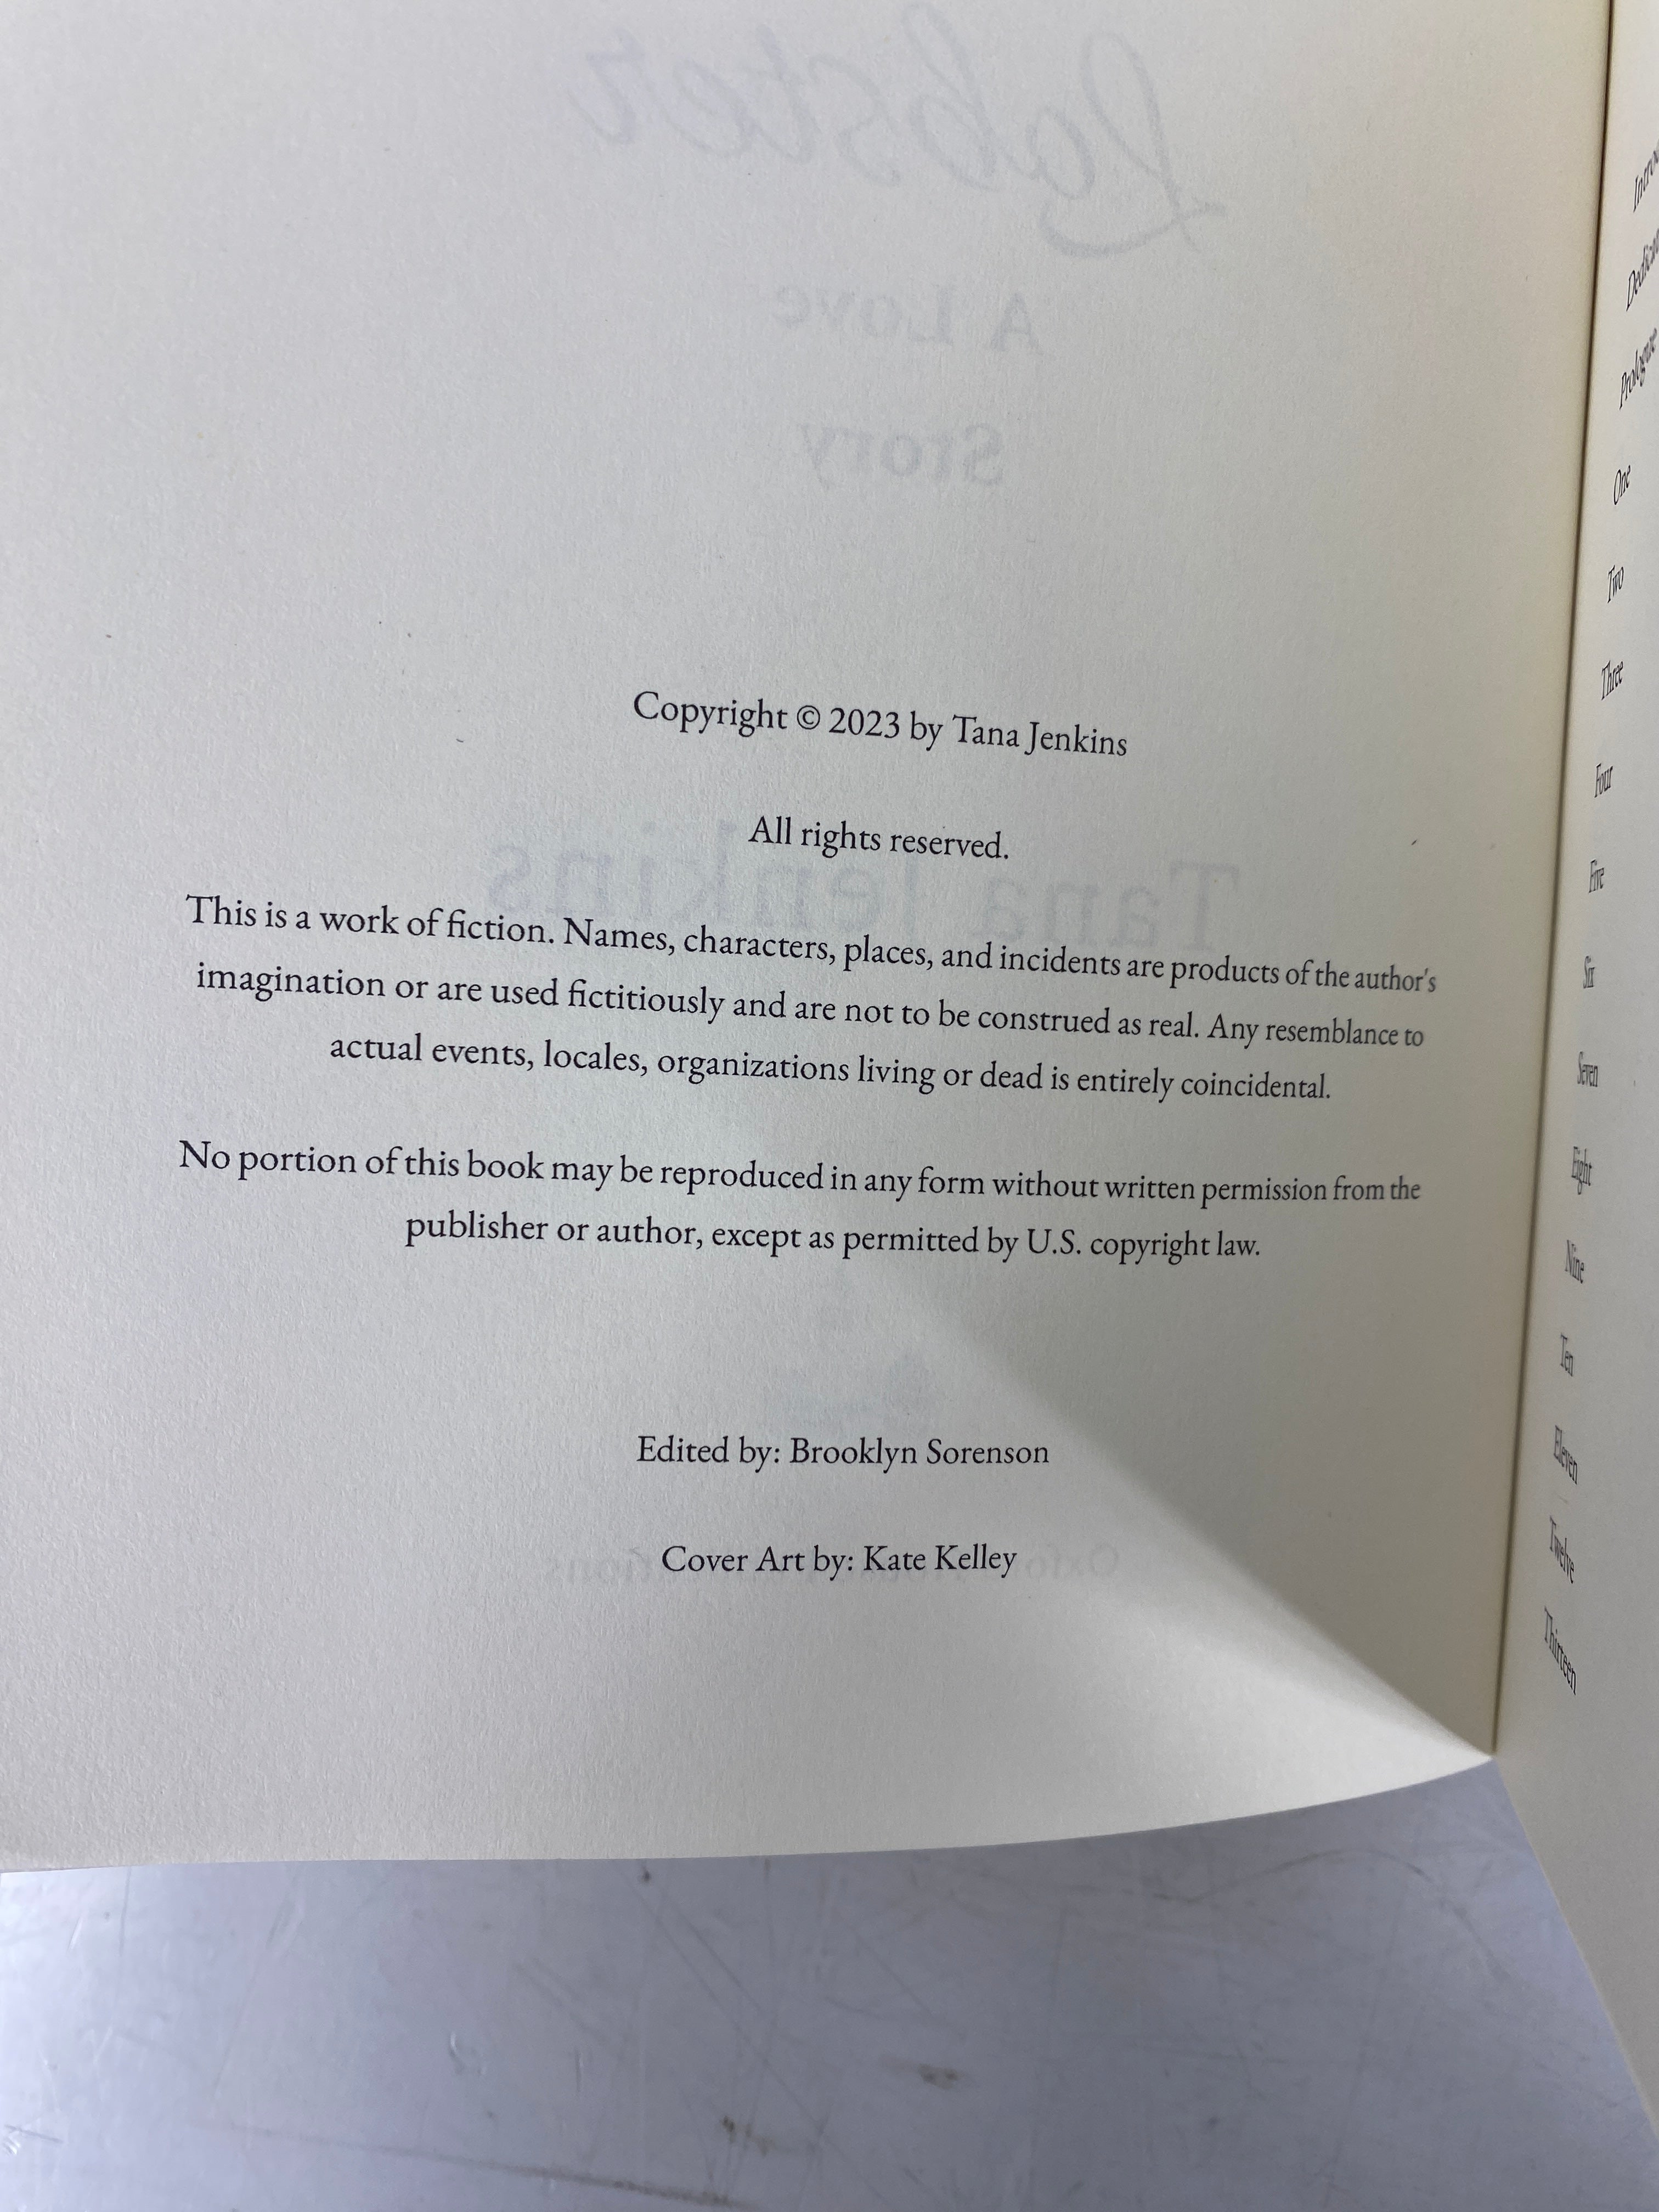 Lobster
A Love
Story
Copyright © 2023 by Tana Jenkins
All rights reserved.
Tana Jenkins
This is a work of fiction. Names, characters, places, and incidents are products of the author's
imagination or are used fictitiously and are not to be construed as real. Any resemblance to
actual events, locales, organizations living or dead is entirely coincidental.
No portion of this book may be reproduced in any form without written permission from the
publisher or author, except as permitted by U.S. copyright law.
Edited by: Brooklyn Sorenson
Cover Art by: Kate Kelley
Prologue
One
Two
Three
Four
Five
Six
Seven
Eight
Nine
Ten
Eleven
Twelve
Thirteen